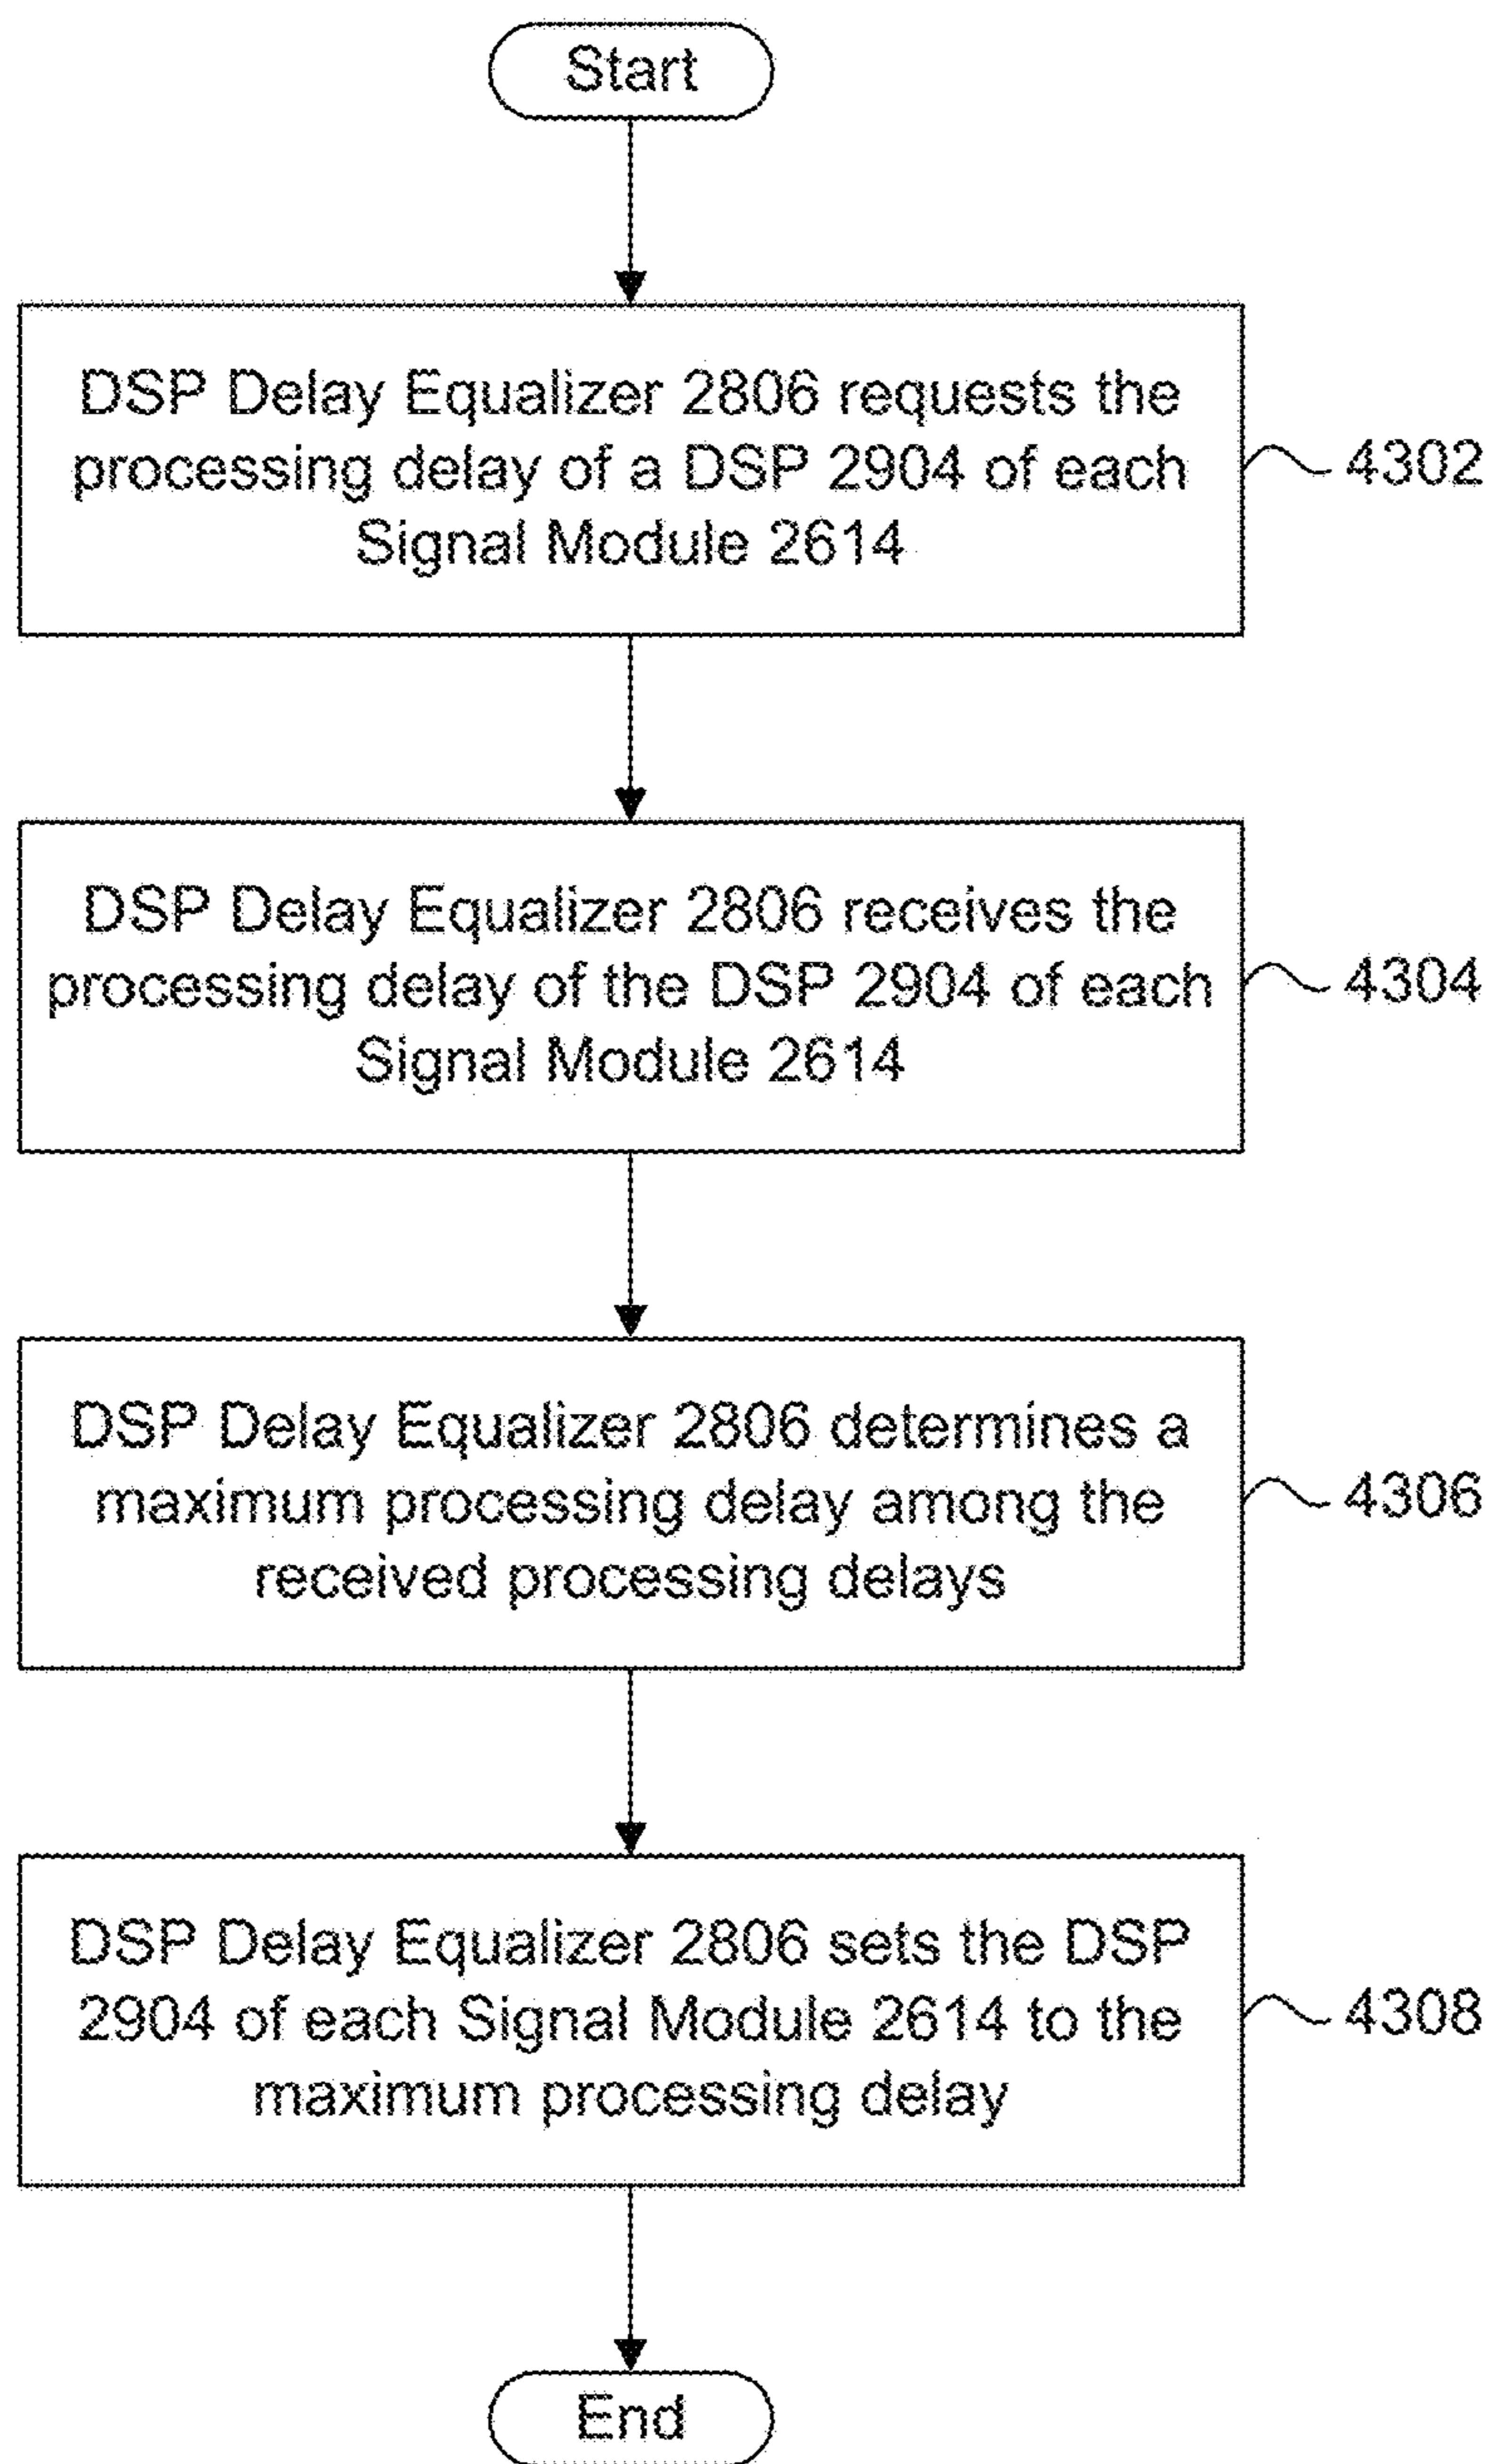 Start
DSP Delay Equalizer 2806 requests the
processing delay of a DSP 2904 of each
Signal Module 2614
4302
DSP Delay Equalizer 2806 receives the
processing delay of the DSP 2904 of each
Signal Module 2614
4304
DSP Delay Equalizer 2806 determines a
maximum processing delay among the
received processing delays
4306
DSP Delay Equalizer 2806 sets the DSP
2904 of each Signal Module 2614 to the
maximum processing delay
4308
End